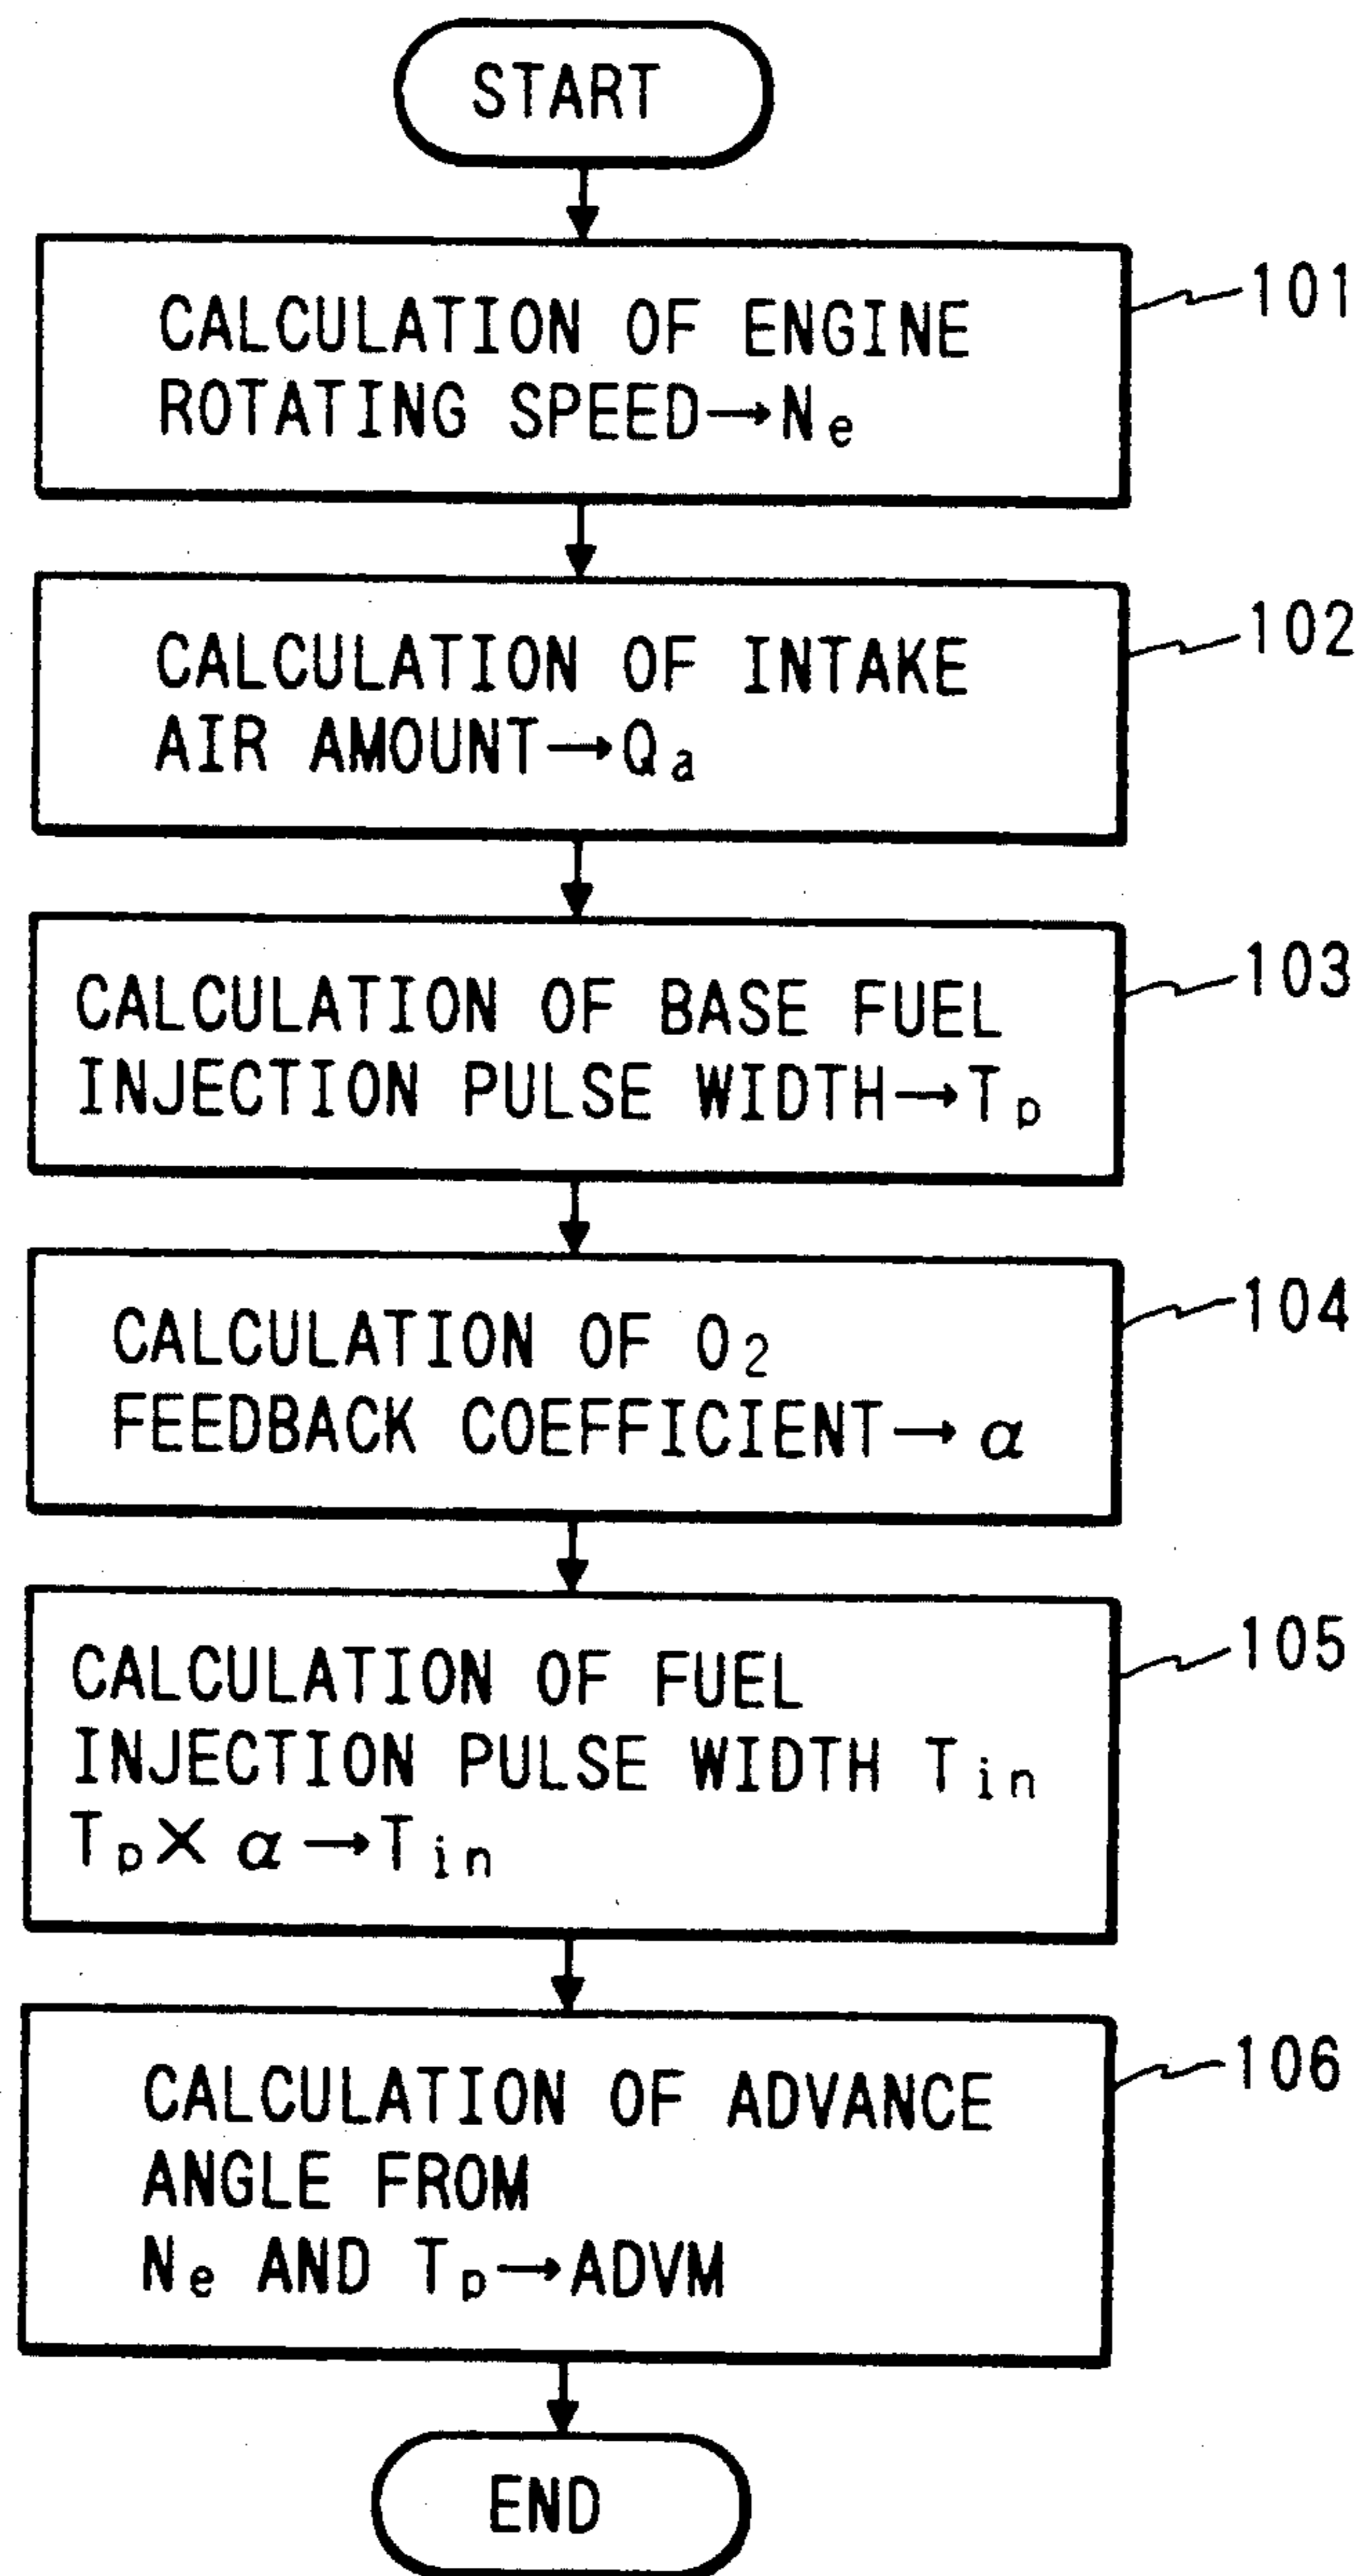 START
CALCULATION OF ENGINE
ROTATING SPEED→Ne
101
CALCULATION OF INTAKE
AIR AMOUNT→Qa
102
CALCULATION OF BASE FUEL
INJECTION PULSE WIDTH→Tp
103
CALCULATION OF O2
FEEDBACK COEFFICIENT→α
104
CALCULATION OF FUEL
INJECTION PULSE WIDTH Tin
Tp×α→Tin
105
CALCULATION OF ADVANCE
ANGLE FROM
Ne AND Tp→ADVM
106
END